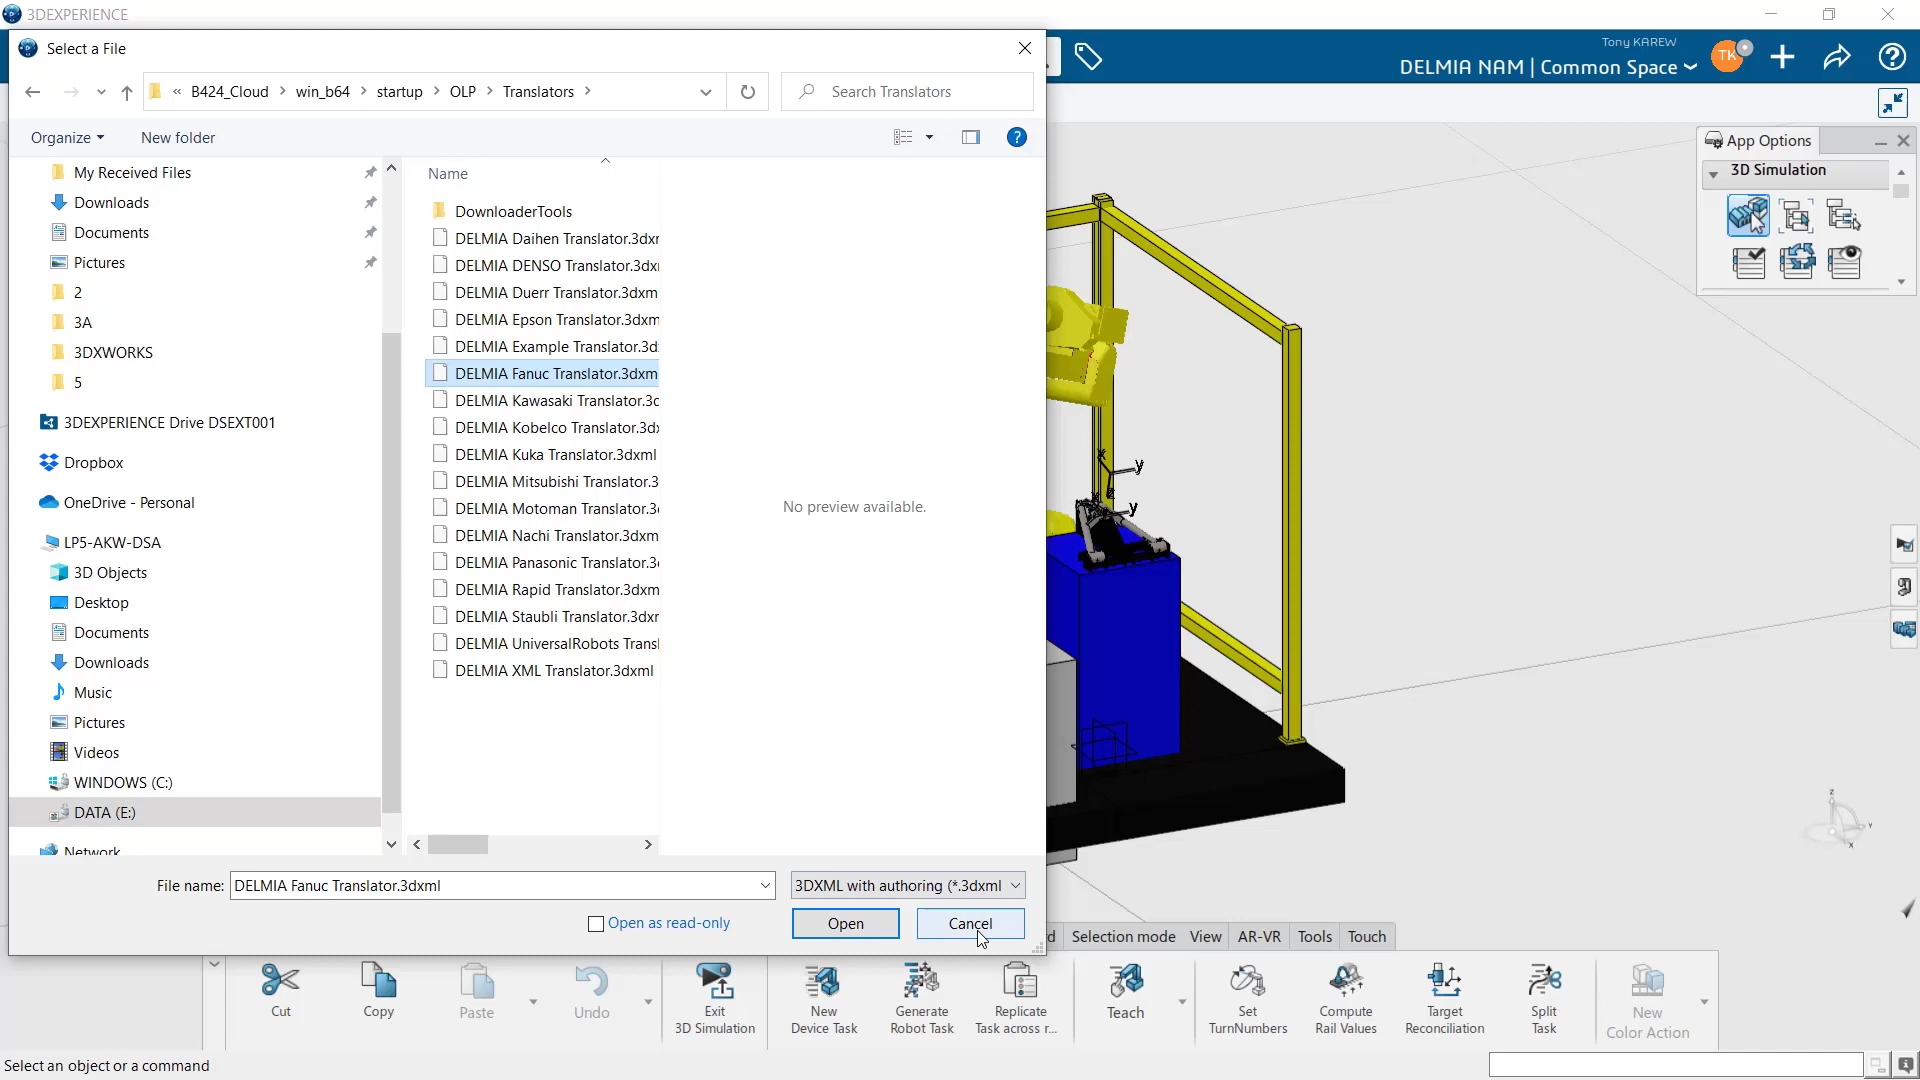 3DEXPERIENCE
Select a File
Tony KAREW
TK
DELMIA NAM | Common Space
« B424_Cloud > win_b64 > startup > OLP > Translators >
Search Translators
Organize
New folder
App Options
3D Simulation
My Received Files
Downloads
Documents
Pictures
2
3A
3DXWORKS
5
3DEXPERIENCE Drive DSEXT001
Dropbox
OneDrive - Personal
LP5-AKW-DSA
3D Objects
Desktop
Documents
Downloads
Music
Pictures
Videos
WINDOWS (C:)
DATA (E:)
Network
Name
DownloaderTools
DELMIA Daihen Translator.3dxr
DELMIA DENSO Translator.3dx
DELMIA Duerr Translator.3dxm
DELMIA Epson Translator.3dxm
DELMIA Example Translator.3d
DELMIA Fanuc Translator.3dxm
DELMIA Kawasaki Translator.3c
DELMIA Kobelco Translator.3dx
DELMIA Kuka Translator.3dxml
DELMIA Mitsubishi Translator.3
DELMIA Motoman Translator.3
DELMIA Nachi Translator.3dxm
DELMIA Panasonic Translator.3
DELMIA Rapid Translator.3dxm
DELMIA Staubli Translator.3dxr
DELMIA UniversalRobots Transl
DELMIA XML Translator.3dxml
No preview available.
x
y
z
y
z
Y
X
File name:
DELMIA Fanuc Translator.3dxml
3DXML with authoring (*.3dxml
Open as read-only
Open
Cancel
d
Selection mode
View
AR-VR
Tools
Touch
Cut
Copy
Paste
Undo
Exit
3D Simulation
New
Device Task
Generate
Robot Task
Replicate
Task across r...
Teach
Set
TurnNumbers
Compute
Rail Values
Target
Reconciliation
Split
Task
New
Color Action
Select an object or a command